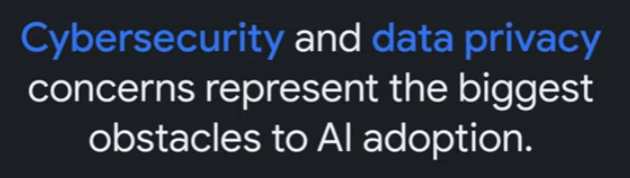 Cybersecurity and data privacy
concerns represent the biggest
obstacles to AI adoption.